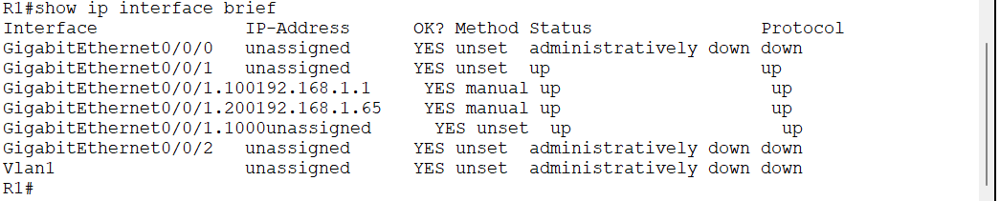 R1#show ip interface brief
Interface              IP-Address      OK? Method Status                Protocol
GigabitEthernet0/0/0   unassigned      YES unset  administratively down down
GigabitEthernet0/0/1   unassigned      YES unset  up                    up
GigabitEthernet0/0/1.100192.168.1.1     YES manual up                    up
GigabitEthernet0/0/1.200192.168.1.65    YES manual up                    up
GigabitEthernet0/0/1.1000unassigned      YES unset  up                    up
GigabitEthernet0/0/2   unassigned      YES unset  administratively down down
Vlan1                  unassigned      YES unset  administratively down down
R1#